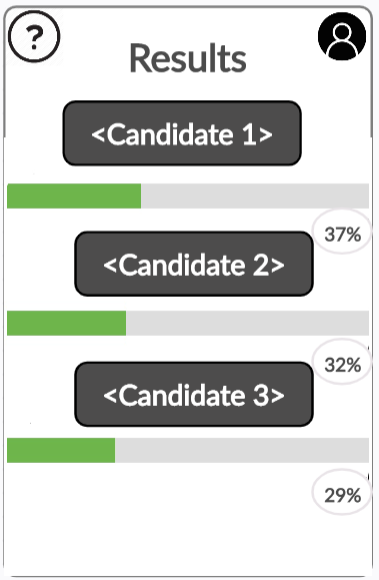 ?
Results
<Candidate 1>
37%
<Candidate 2>
32%
<Candidate 3>
29%